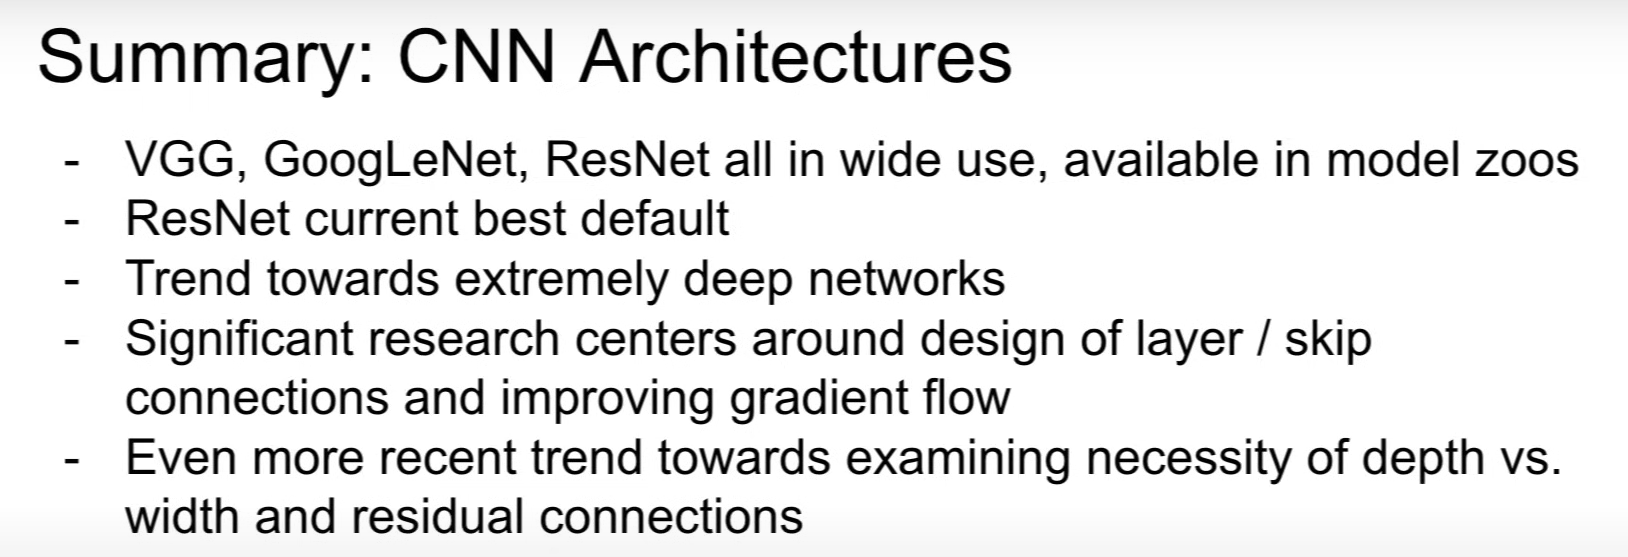 Summary: CNN Architectures
- VGG, GoogLeNet, ResNet all in wide use, available in model zoos
- ResNet current best default
- Trend towards extremely deep networks
- Significant research centers around design of layer / skip
connections and improving gradient flow
- Even more recent trend towards examining necessity of depth vs.
width and residual connections